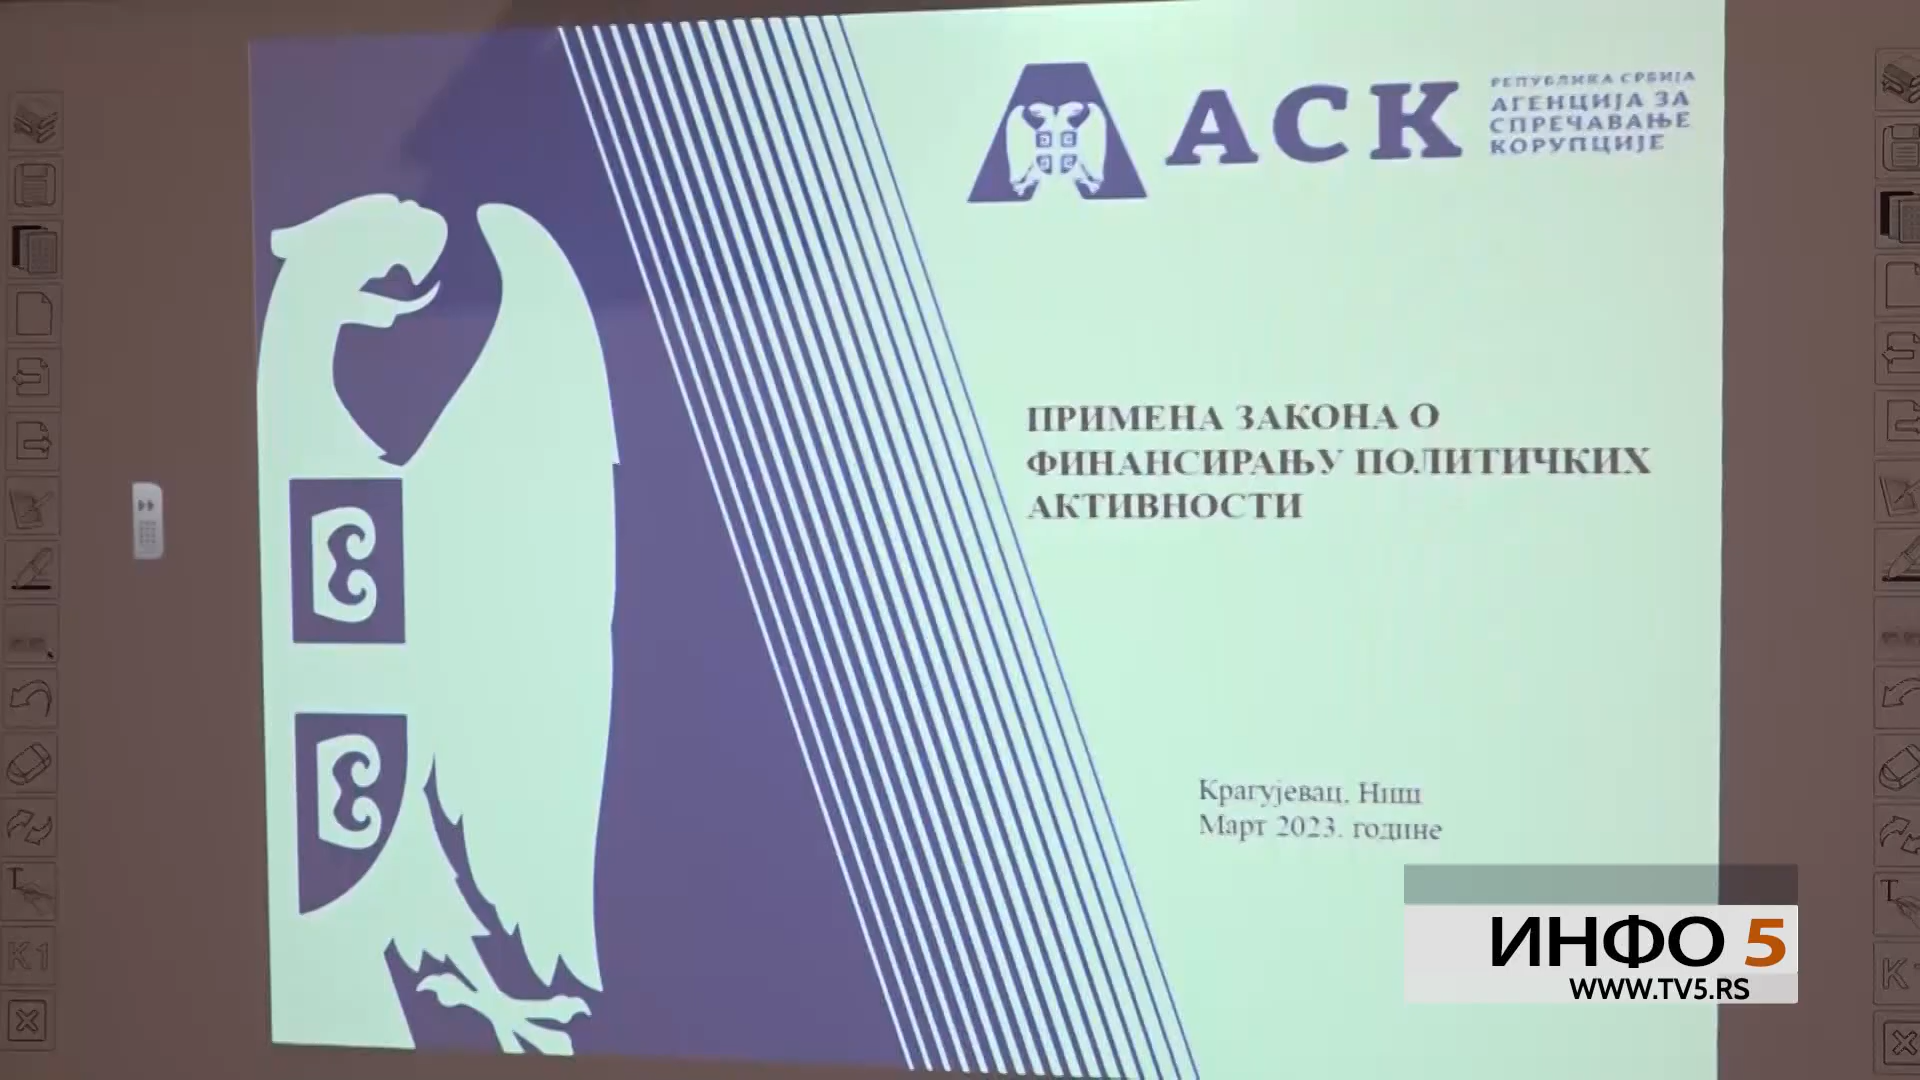 АСК
РЕПУБЛИКА СРБИЈА
АГЕНЦИЈА ЗА
СПРЕЧАВАЊЕ
КОРУПЦИЈЕ
ПРИМЕНА ЗАКОНА О
ФИНАНСИРАЊУ ПОЛИТИЧКИХ
АКТИВНОСТИ
Крагујевац, Ниш
Март 2023. године
ИНФО 5
WWW.TV5.RS
T
K1
T
K